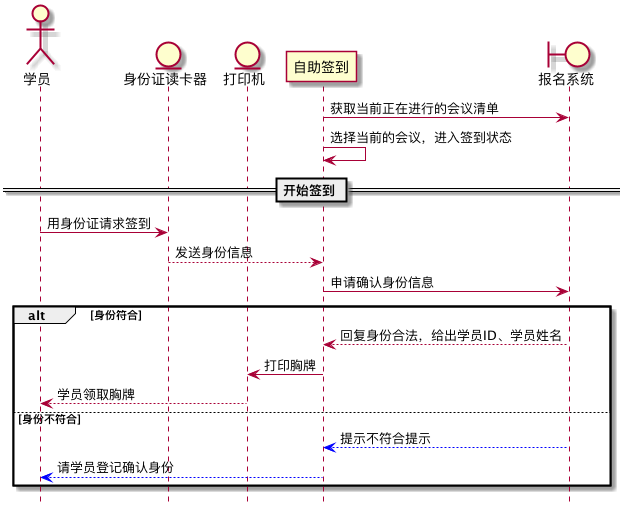 学员
身份证读卡器
打印机
自助签到
报名系统
获取当前正在进行的会议清单
选择当前的会议，进入签到状态
开始签到
用身份证请求签到
发送身份信息
申请确认身份信息
alt [身份符合]
回复身份合法，给出学员ID、学员姓名
打印胸牌
学员领取胸牌
[身份不符合]
提示不符合提示
请学员登记确认身份